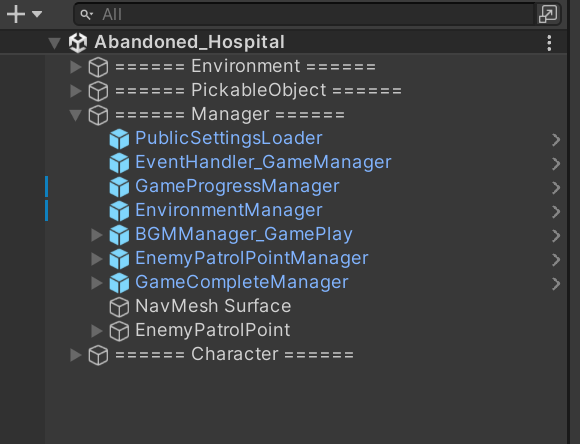 All
Abandoned_Hospital
====== Environment ======
====== PickableObject ======
====== Manager ======
PublicSettingsLoader
EventHandler_GameManager
GameProgressManager
EnvironmentManager
BGMManager_GamePlay
EnemyPatrolPointManager
GameCompleteManager
NavMesh Surface
EnemyPatrolPoint
====== Character ======